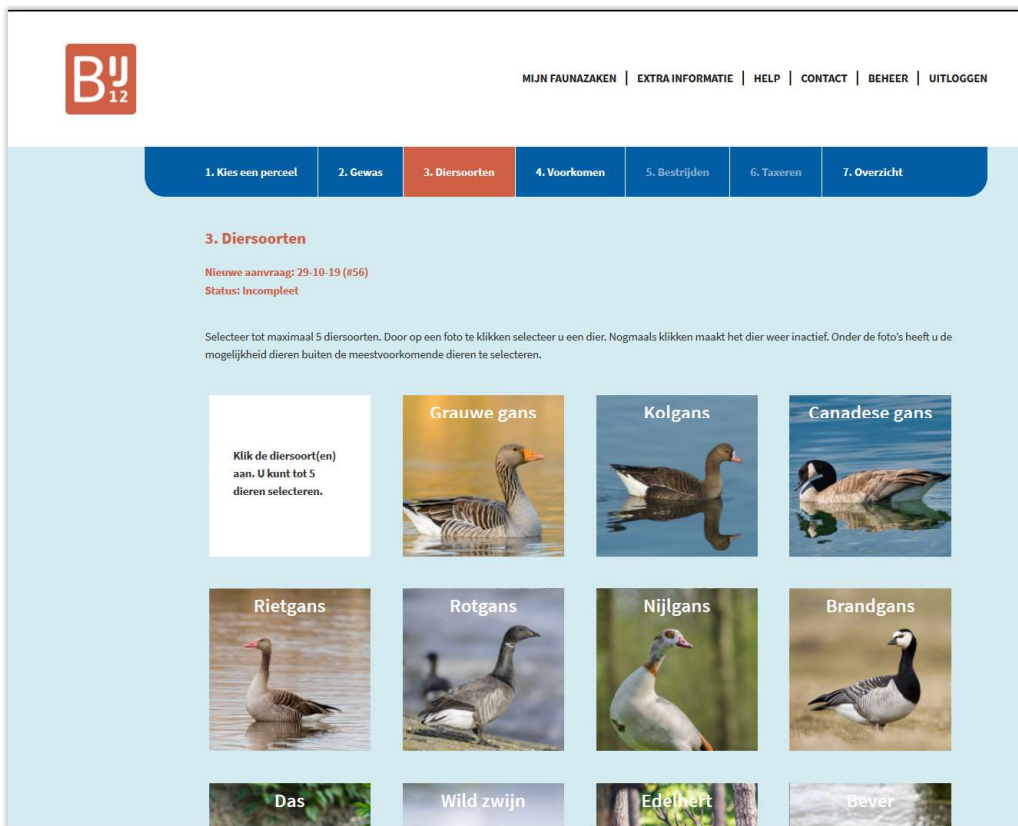 BIJ
12
MIJN FAUNAZAKEN | EXTRA INFORMATIE | HELP | CONTACT | BEHEER | UITLOGGEN
1. Kies een perceel 2. Gewas 3. Diersoorten 4. Voorkomen 5. Bestrijden 6. Taxeren 7. Overzicht
3. Diersoorten
Nieuwe aanvraag: 29-10-19 (#56)
Status: Incompleet
Selecteer tot maximaal 5 diersoorten. Door op een foto te klikken selecteer u een dier. Nogmaals klikken maakt het dier weer inactief. Onder de foto's heeft u de
mogelijkheid dieren buiten de meestvoorkomende dieren te selecteren.
Klik de diersoort(en)
aan. U kunt tot 5
dieren selecteren.
Grauwe gans
Kolgans
Canadese gans
Rietgans
Rotgans
Nijlgans
Brandgans
Das
Wild zwijn
Edelhert
Bever